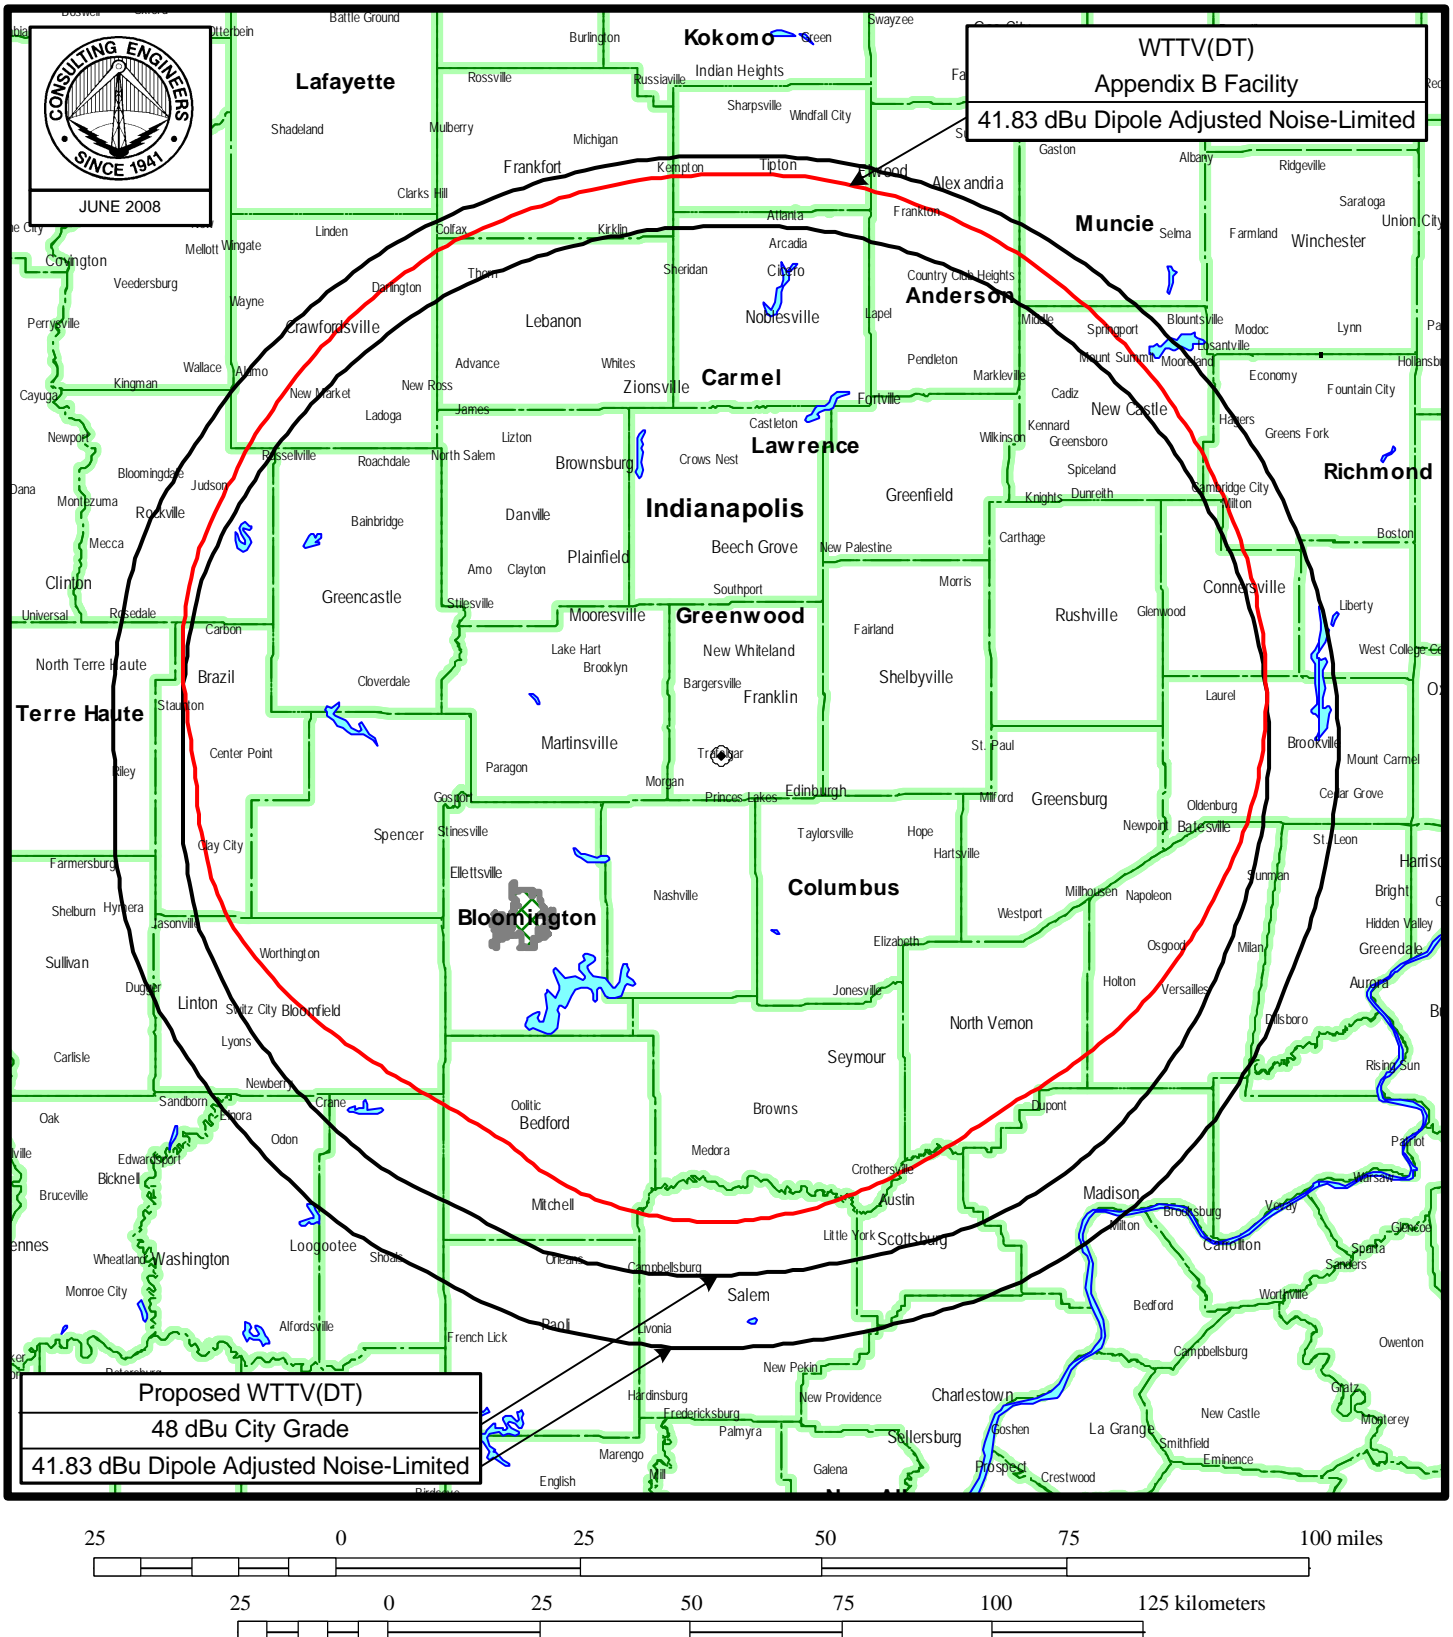 CONSULTING ENGINEERS
SINCE 1941
JUNE 2008
WTTV(DT)
Appendix B Facility
41.83 dBu Dipole Adjusted Noise-Limited
Otterbein
Battle Ground
Burlington
Kokomo
Green
Swayzee
Lafayette
Rossville
Russiaville
Indian Heights
Sharpsville
Windfall City
Shadeland
Mulberry
Michigan
Gaston
Albany
Ridgeville
Frankfort
Kempton
Tipton
Elwood
Alexandria
Clarks Hill
Saratoga
Linden
Colfax
Kirklin
Atlanta
Frankton
Muncie
Selma
Farmland
Winchester
Union City
Mellott
Wingate
Arcadia
Covington
Veedersburg
Thorn
Sheridan
Cicero
Country Club Heights
Darlington
Wayne
Anderson
Perrysville
Crawfordsville
Lebanon
Noblesville
Lapel
Middle
Springport
Blountsville
Modoc
Lynn
Losantville
Wallace
Alamo
Advance
Whites
Pendleton
Mount Summit
Mooreland
Kingman
New Market
New Ross
Zionsville
Carmel
Markleville
Economy
Fountain City
Cayuga
Ladoga
James
Fortville
Cadiz
New Castle
Hagers
Newport
Lizton
Castleton
Lawrence
Wilkinson
Kennard
Greensboro
Greens Fork
Russellville
Roachdale
North Salem
Brownsburg
Crows Nest
Spiceland
Richmond
Bloomingdale
Judson
Dana
Montezuma
Rockville
Bainbridge
Danville
Indianapolis
Greenfield
Knights
Dunreith
Cambridge City
Milton
Mecca
Plainfield
Beech Grove
New Palestine
Carthage
Boston
Clinton
Greencastle
Amo
Clayton
Southport
Morris
Connersville
Universal
Rosedale
Carbon
Stilesville
Mooresville
Greenwood
Fairland
Rushville
Glenwood
Liberty
North Terre Haute
Brazil
Lake Hart
Brooklyn
New Whiteland
Shelbyville
Cloverdale
Bargersville
Franklin
Laurel
Terre Haute
Staunton
Center Point
Martinsville
Trafalgar
St. Paul
Brookville
Mount Carmel
Riley
Paragon
Morgan
Princes Lakes
Edinburgh
Milford
Greensburg
Oldenburg
Cedar Grove
Gosport
Spencer
Stinesville
Taylorsville
Hope
Newpoint
Batesville
St. Leon
Clay City
Hartsville
Farmersburg
Ellettsville
Columbus
Millhousen
Napoleon
Sunman
Bright
Shelburn
Hymera
Jasonville
Bloomington
Nashville
Westport
Hidden Valley
Sullivan
Worthington
Elizabeth
Osgood
Milan
Greendale
Dugger
Linton
Switz City
Bloomfield
Jonesville
Holton
Versailles
Aurora
Lyons
North Vernon
Dillsboro
Carlisle
Seymour
Rising Sun
Newberry
Sandborn
Elnora
Crane
Oolitic
Bedford
Browns
Dupont
Oak
Odon
Medora
Patriot
Edwardsport
Bicknell
Crothersville
Warsaw
Bruceville
Mitchell
Austin
Madison
Brooksburg
Vevay
Little York
Scottsburg
Milton
Carrollton
Glencoe
Wheatland
Washington
Loogootee
Shoals
Orleans
Campbellsburg
Sparta
Sanders
Monroe City
Salem
Bedford
Worthville
Alfordsville
French Lick
Paoli
Livonia
Owenton
Petersburg
New Pekin
Campbellsburg
Hardinsburg
New Providence
Charlestown
Gratz
Fredericksburg
Palmyra
Sellersburg
Goshen
La Grange
New Castle
Monterey
Smithfield
Marengo
Mill
Galena
Prospect
Crestwood
Eminence
English
Proposed WTTV(DT)
48 dBu City Grade
41.83 dBu Dipole Adjusted Noise-Limited
25 0 25 50 75 100 miles
25 0 25 50 75 100 125 kilometers